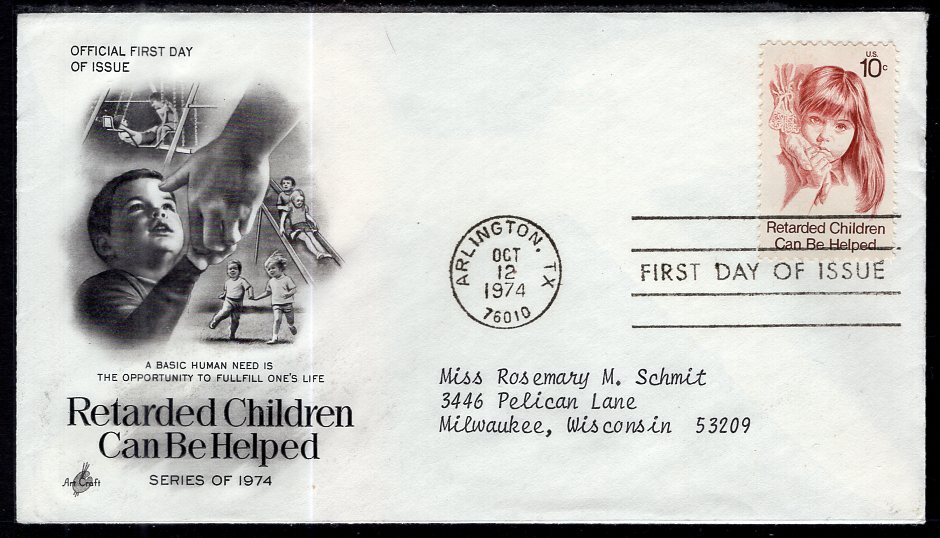 OFFICIAL FIRST DAY
OF ISSUE
U.S.
10c
Retarded Children
Can Be Helped
ARLINGTON, TX
OCT
12
1974
76010
FIRST DAY OF ISSUE
A BASIC HUMAN NEED IS
THE OPPORTUNITY TO FULLFILL ONE'S LIFE
Retarded Children
Can Be Helped
SERIES OF 1974
Art Craft
Miss Rosemary M. Schmit
3446 Pelican Lane
Milwaukee, Wisconsin 53209